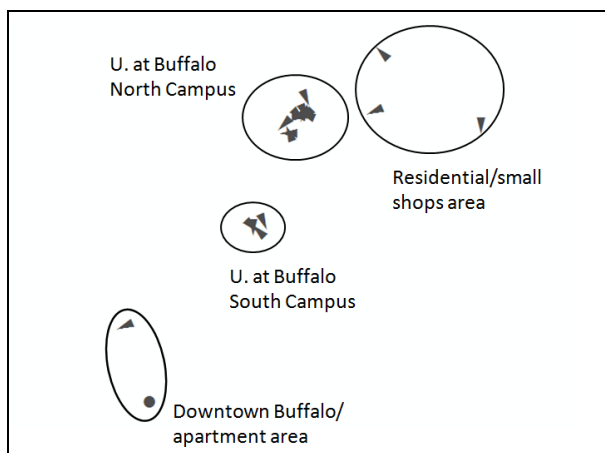 U. at Buffalo
North Campus
Residential/small
shops area
U. at Buffalo
South Campus
Downtown Buffalo/
apartment area